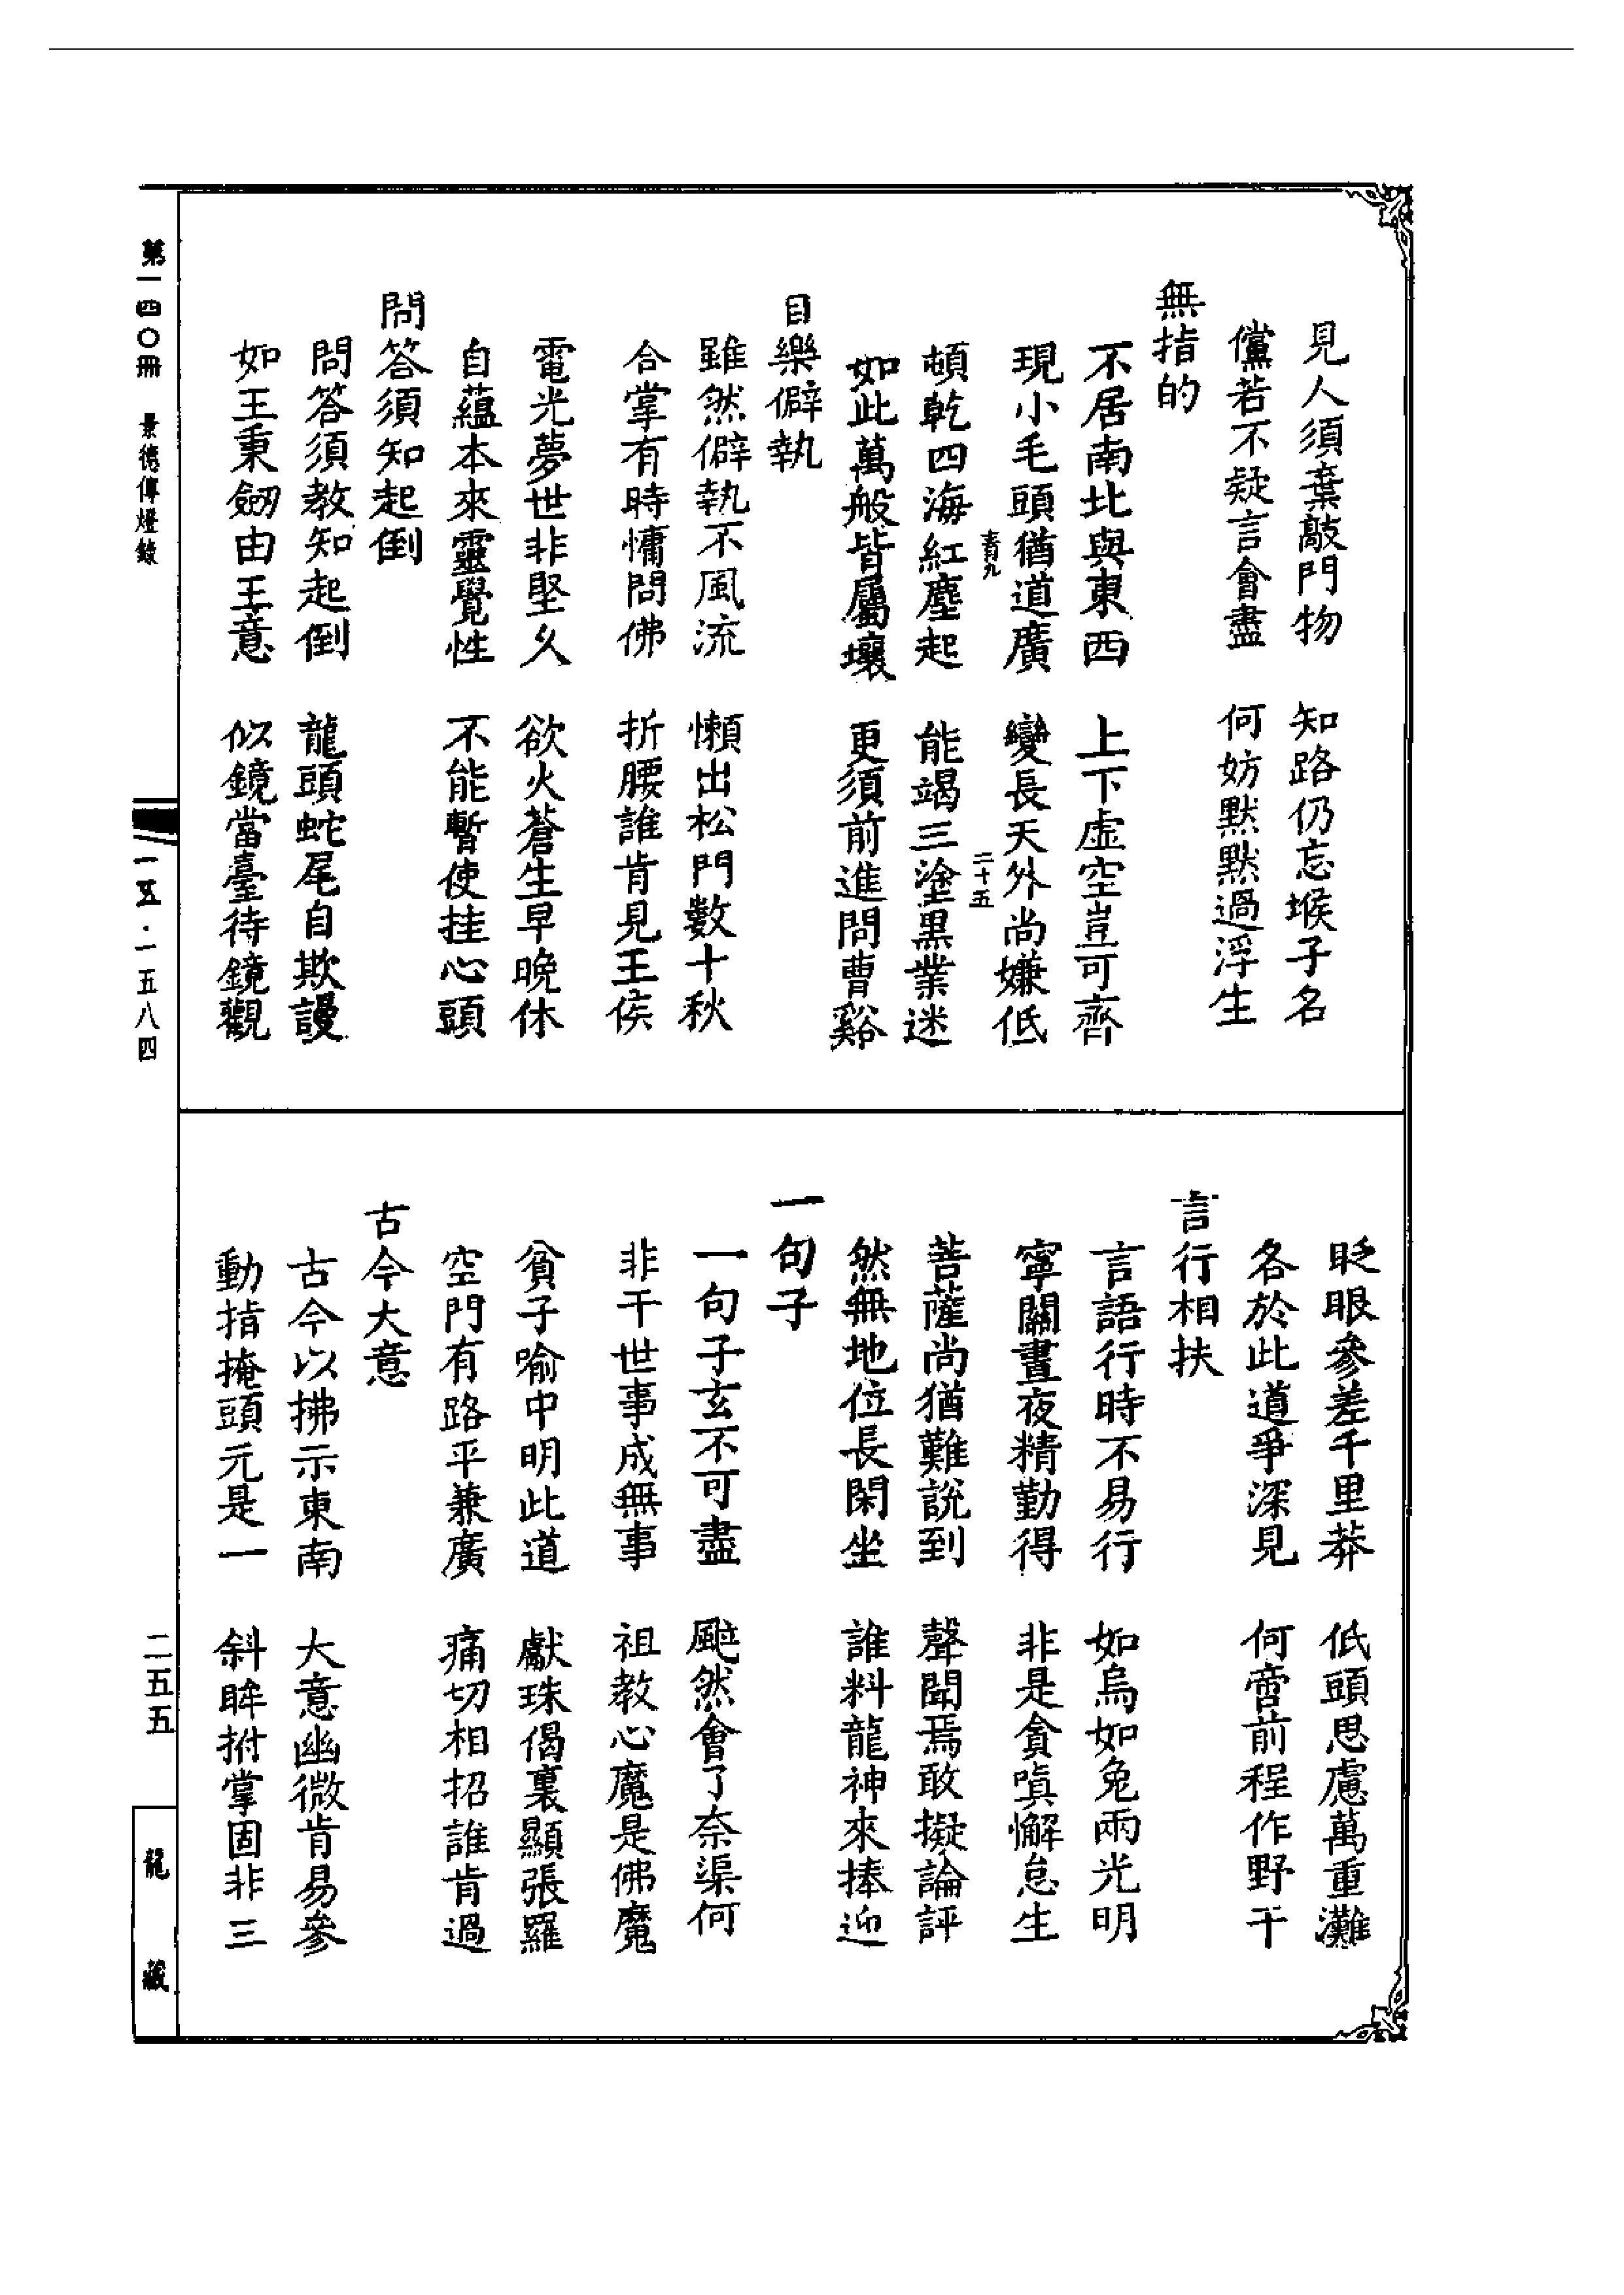 見人須棄敲門物　知路仍忘堠子名
儻若不疑言會盡　何妨默默過浮生
無指的
不居南北與東西　上下虛空豈可齊
現小毛頭猶道廣　變長天外尚嫌低
青九　二十五
頓乾四海紅塵起　能竭三塗黑業迷
如此萬般皆屬壞　更須前進問曹谿
自樂僻執
雖然僻執不風流　懶出松門數十秋
合掌有時慵問佛　折腰誰肯見王侯
電光夢世非堅久　欲火蒼生早晚休
自蘊本來靈覺性　不能暫使挂心頭
問答須知起倒
問答須教知起倒　龍頭蛇尾自欺謾
如王秉劒由王意　似鏡當臺待鏡觀
眨眼參差千里莽　低頭思慮萬重灘
各於此道爭深見　何啻前程作野干
言行相扶
言語行時不易行　如烏如兔兩光明
寧關晝夜精勤得　非是貪嗔懈怠生
菩薩尚猶難說到　聲聞焉敢擬論評
然無地位長閑坐　誰料龍神來捧迎
一句子
一句子玄不可盡　颭然會了奈渠何
非干世事成無事　祖教心魔是佛魔
貧子喻中明此道　獻珠偈裏顯張羅
空門有路平兼廣　痛切相招誰肯過
古今大意
古今以拂示東南　大意幽微肯易參
動指掩頭元是一　斜眸拊掌固非三
第一四〇冊　景德傳燈錄
一五五·一五八四
二五五
龍藏